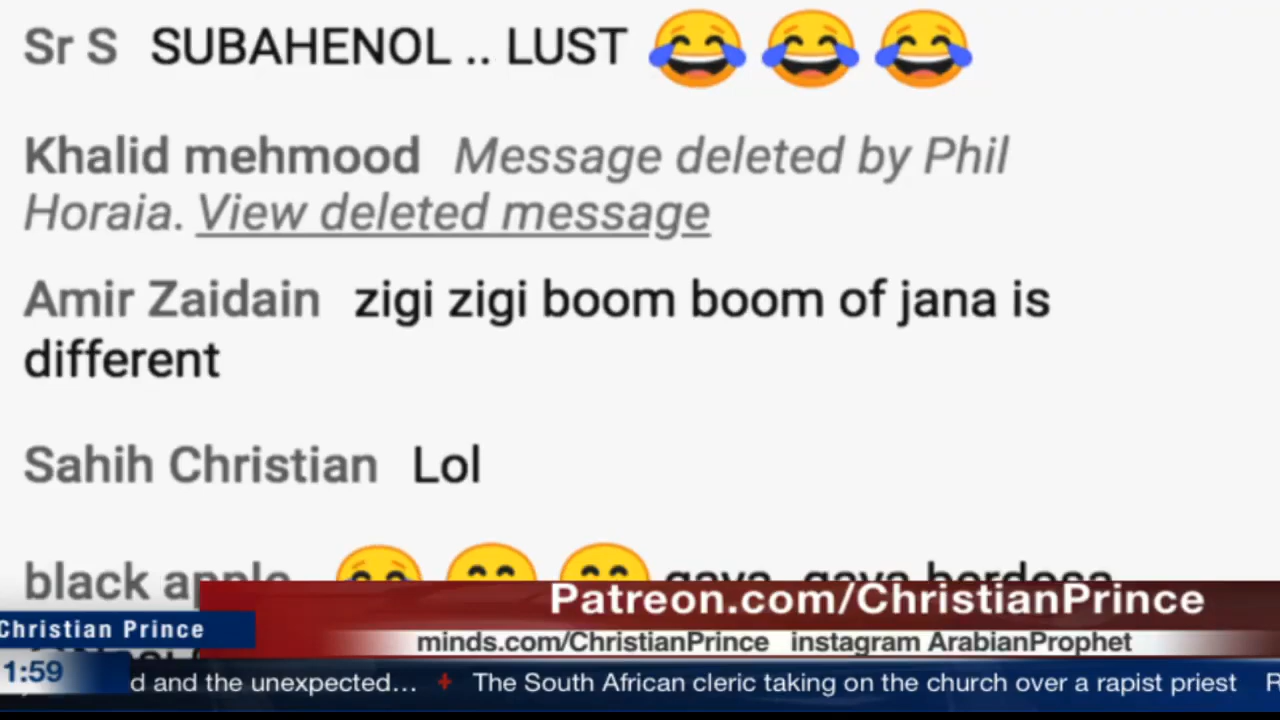 Sr S SUBAHENOL .. LUST 😂 😂 😂
Khalid mehmood Message deleted by Phil
Horaia. View deleted message
Amir Zaidain zigi zigi boom boom of jana is
different
Sahih Christian Lol
black apple
Patreon.com/ChristianPrince
Christian Prince
minds.com/ChristianPrince instagram ArabianProphet
1:59
d and the unexpected... + The South African cleric taking on the church over a rapist priest R